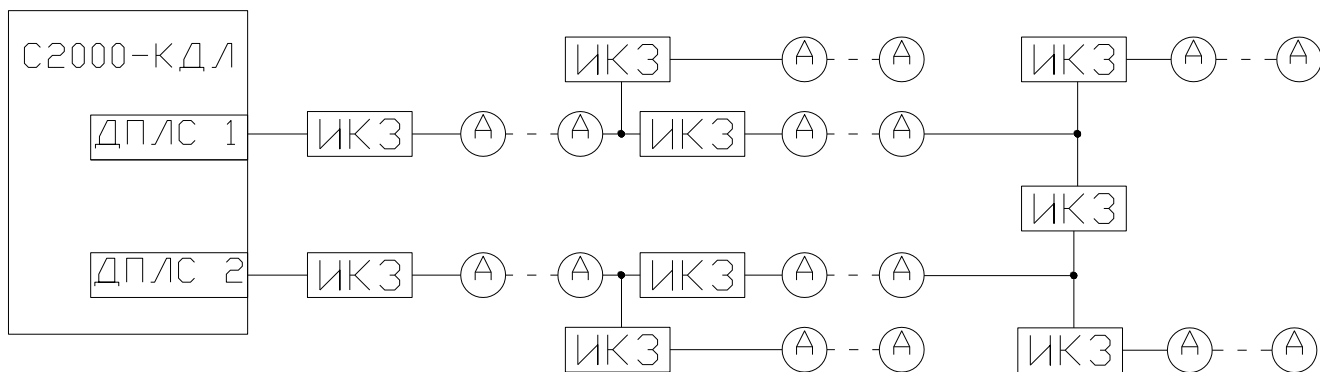 С2000-КДЛ
ИКЗ А А ИКЗ А А
ДПЛС 1 ИКЗ А А ИКЗ А А
ИКЗ
ДПЛС 2 ИКЗ А А ИКЗ А А
ИКЗ А А ИКЗ А А